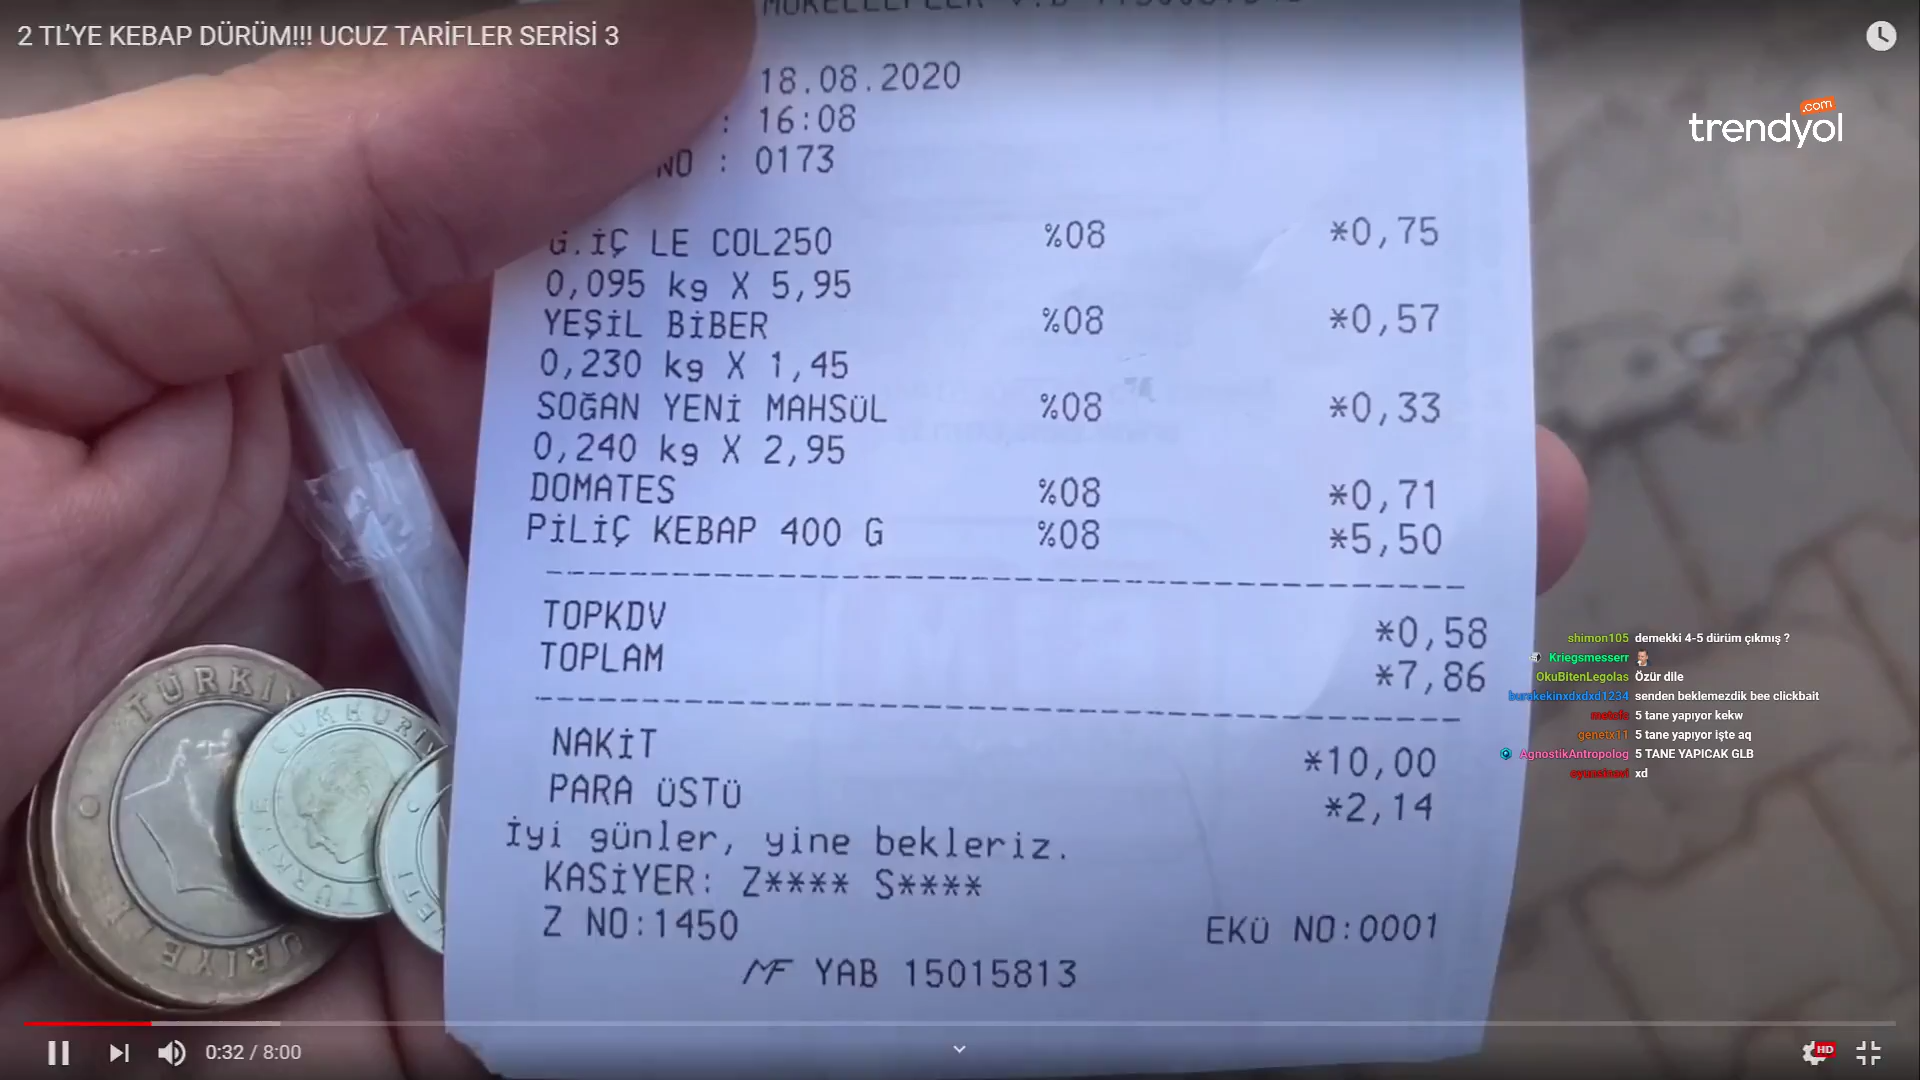 2 TL'YE KEBAP DÜRÜM!!! UCUZ TARİFLER SERİSİ 3
trendyol .com
18.08.2020
: 16:08
NO : 0173
G.İÇ LE COL250 %08 *0,75
0,095 kg X 5,95
YEŞİL BİBER %08 *0,57
0,230 kg X 1,45
SOĞAN YENİ MAHSÜL %08 *0,33
0,240 kg X 2,95
DOMATES %08 *0,71
PİLİÇ KEBAP 400 G %08 *5,50
TOPKDV *0,58
TOPLAM *7,86
NAKİT *10,00
PARA ÜSTÜ *2,14
İyi günler, yine bekleriz.
KASİYER: Z**** S****
Z NO:1450 EKÜ NO:0001
MF YAB 15015813
shimon105 demekki 4-5 dürüm çıkmış ?
Kriegsmesserr
OkuBitenLegolas Özür dile
burakekinxdxdxd1234 senden beklemezdik bee clickbait
5 tane yapıyor kekw
genetx11 5 tane yapıyor işte aq
AgnostikAntropolog 5 TANE YAPICAK GLB
xd
0:32 / 8:00
HD